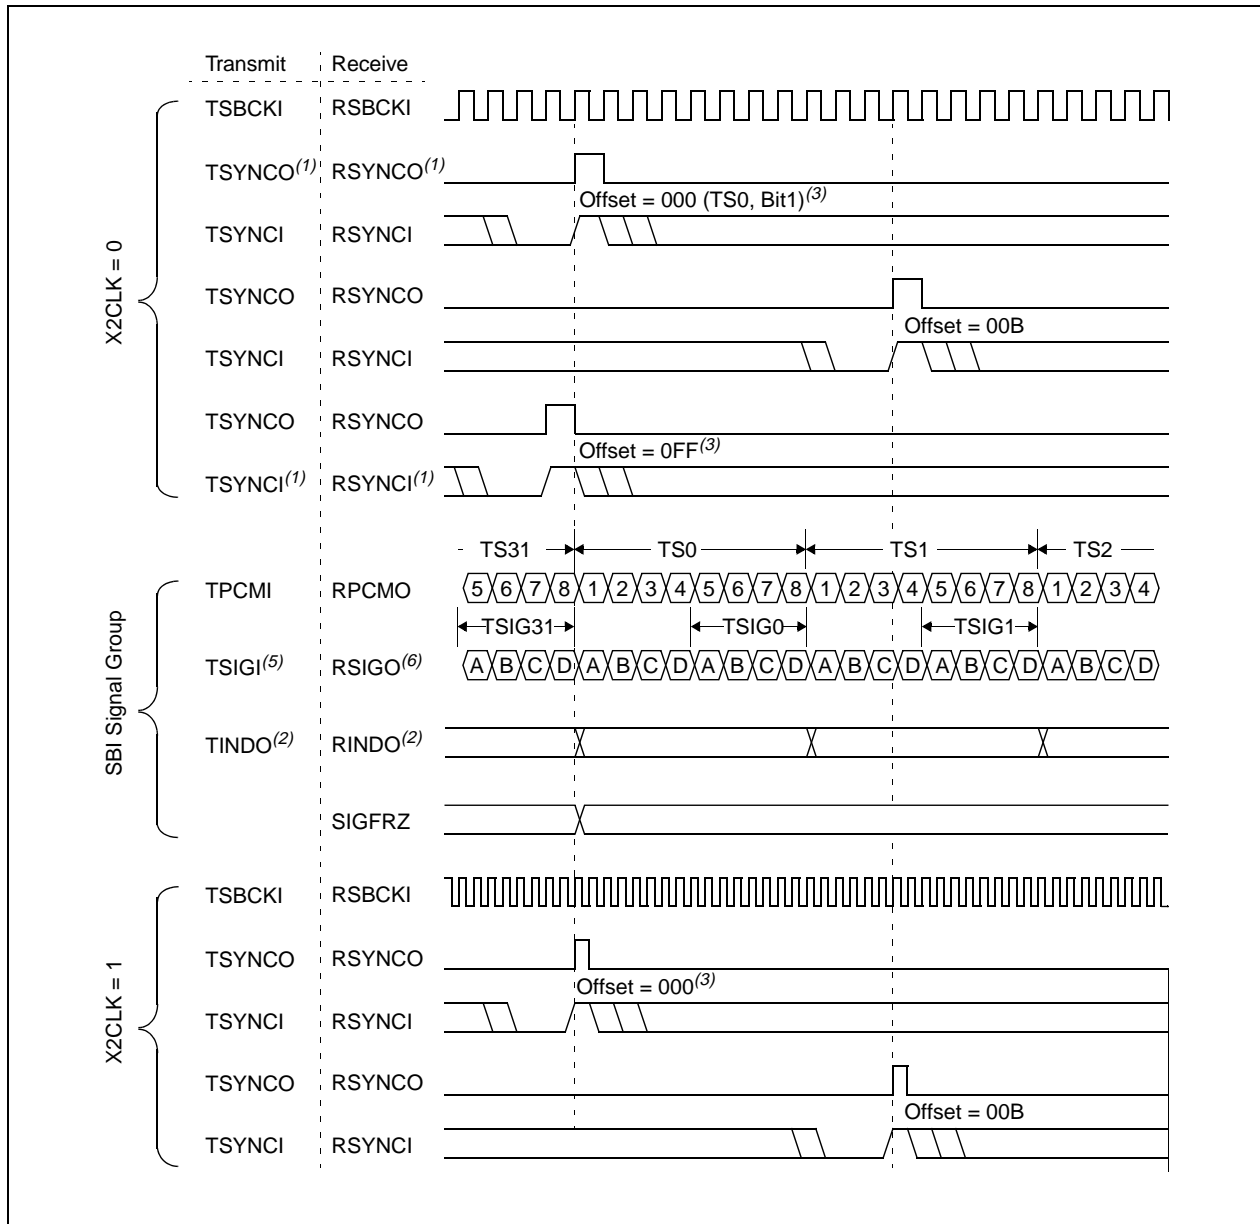 Transmit Receive
TSBCKI RSBCKI
TSYNCO(1) RSYNCO(1)
Offset = 000 (TS0, Bit1)(3)
TSYNCI RSYNCI
X2CLK = 0
TSYNCO RSYNCO
Offset = 00B
TSYNCI RSYNCI
TSYNCO RSYNCO
Offset = 0FF(3)
TSYNCI(1) RSYNCI(1)
TS31 TS0 TS1 TS2
TPCMI RPCMO 5 6 7 8 1 2 3 4 5 6 7 8 1 2 3 4 5 6 7 8 1 2 3 4
TSIG31 TSIG0 TSIG1
TSIGI(5) RSIGO(6) A B C D A B C D A B C D A B C D A B C D A B C D
SBI Signal Group
TINDO(2) RINDO(2)
SIGFRZ
TSBCKI RSBCKI
TSYNCO RSYNCO
Offset = 000(3)
X2CLK = 1
TSYNCI RSYNCI
TSYNCO RSYNCO
Offset = 00B
TSYNCI RSYNCI